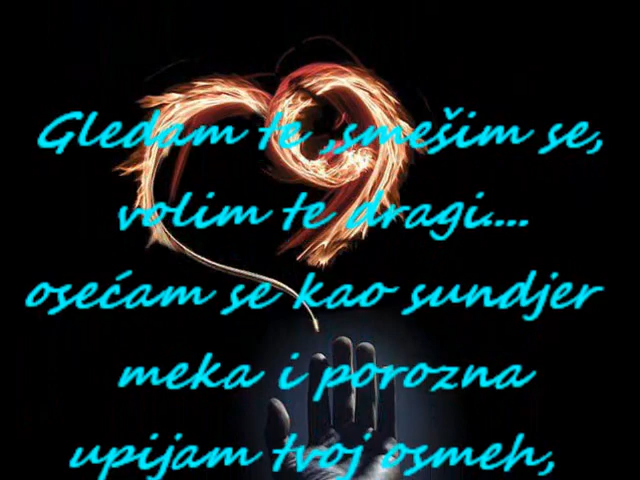 Gledam te ,smešim se,
volim te dragi....
osećam se kao sundjer
meka i porozna
upijam tvoj osmeh,